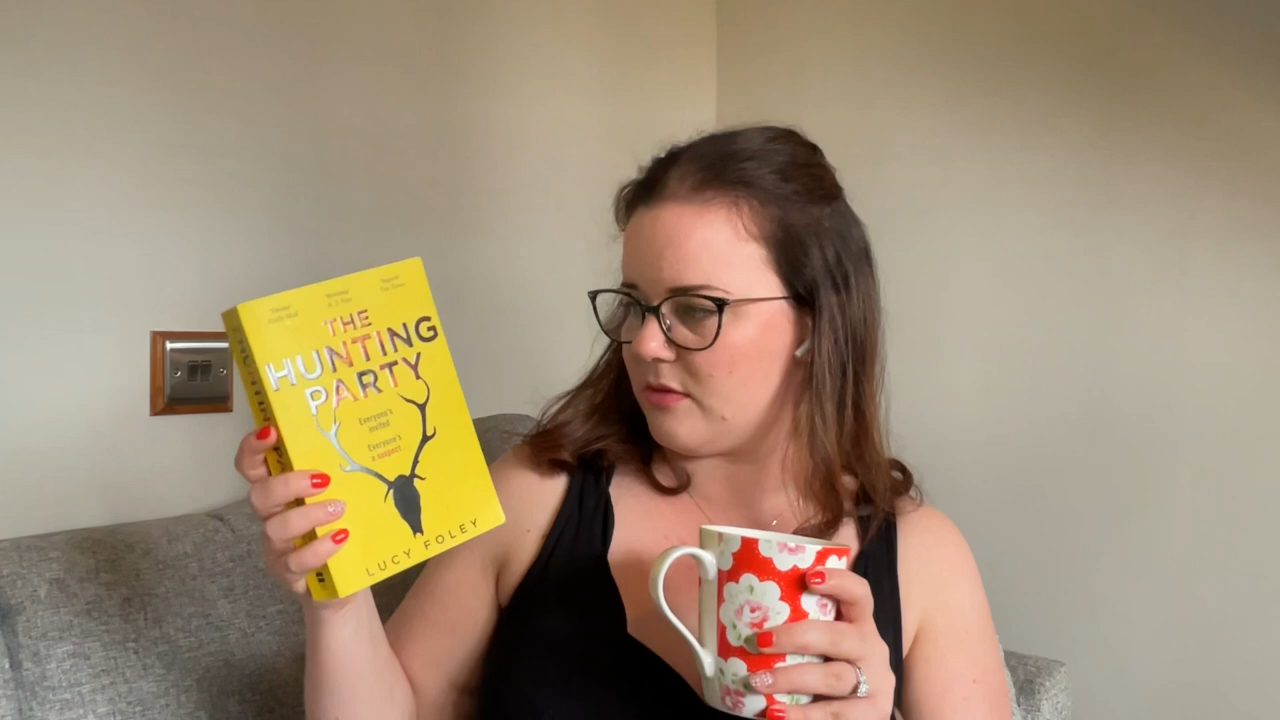 THE
HUNTING
PARTY
Everyone's
invited
Everyone's
a suspect...
LUCY FOLEY